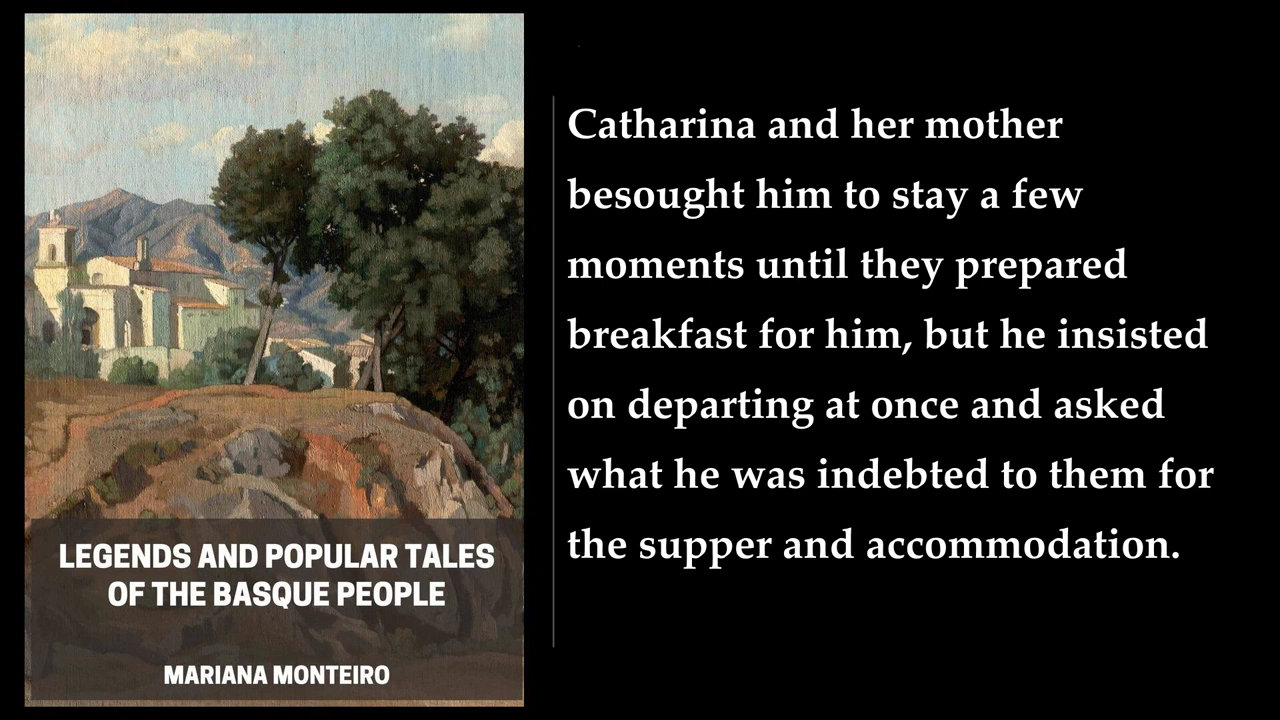 LEGENDS AND POPULAR TALES
OF THE BASQUE PEOPLE
MARIANA MONTEIRO
Catharina and her mother
besought him to stay a few
moments until they prepared
breakfast for him, but he insisted
on departing at once and asked
what he was indebted to them for
the supper and accommodation.